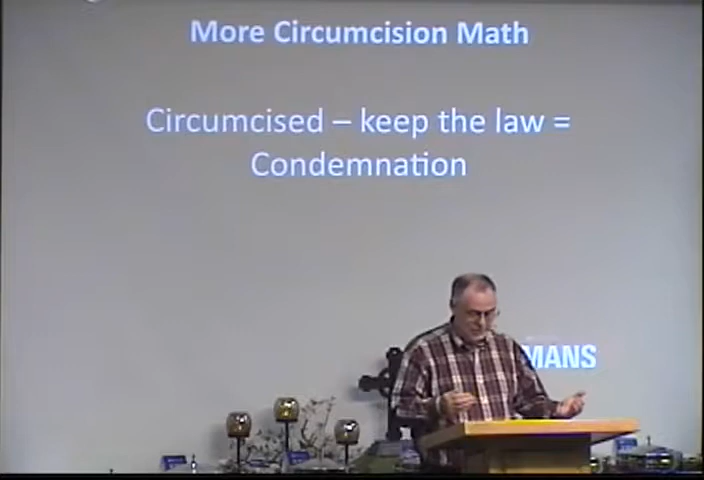 More Circumcision Math
Circumcised – keep the law =
Condemnation
MANS